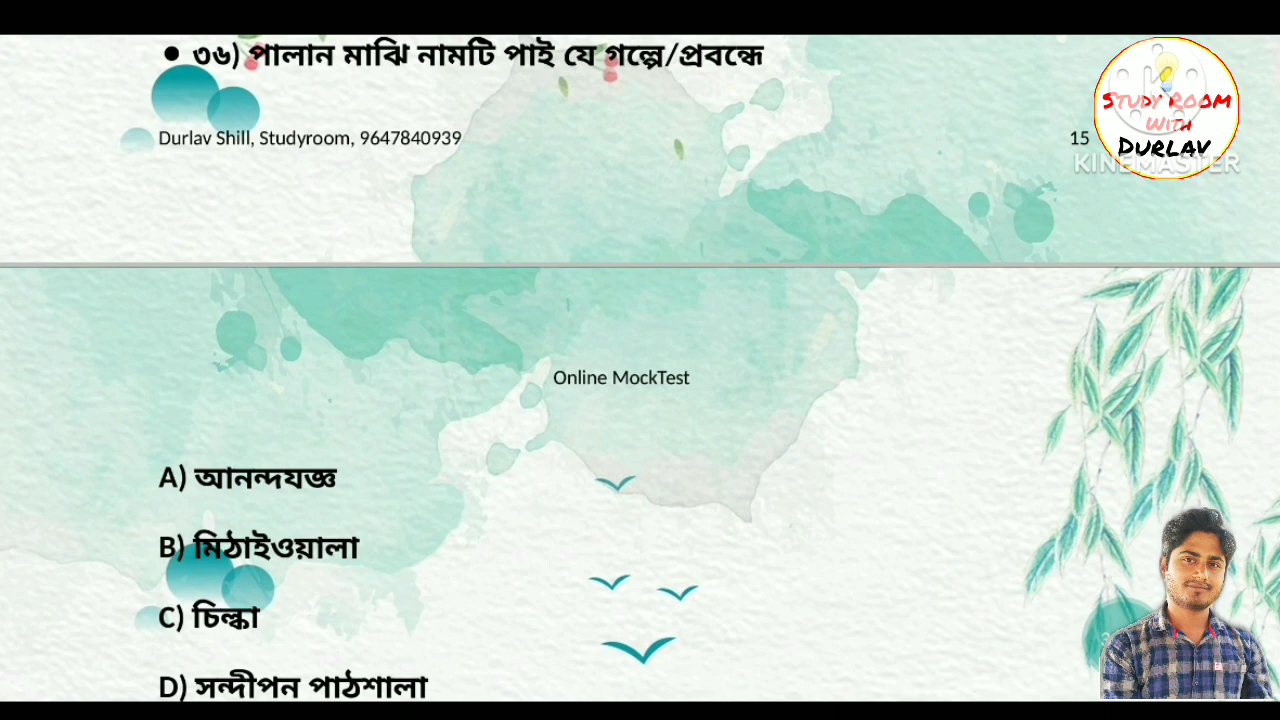 • ৩৬) পালান মাঝি নামটি পাই যে গল্পে/প্রবন্ধে
Durlav Shill, Studyroom, 9647840939
15
STUDY ROOM
WITH
DURLAV
KINEMASTER
Online MockTest
A) আনন্দযজ্ঞ
B) মিঠাইওয়ালা
C) চিল্কা
D) সন্দীপন পাঠশালা